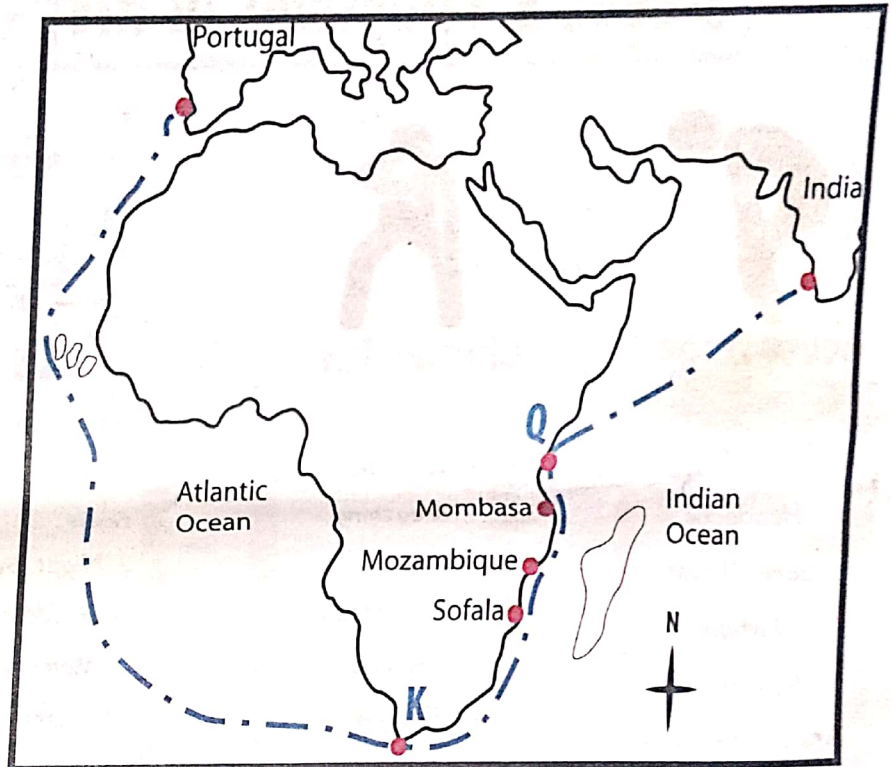 Portugal
India
Q
Atlantic
Ocean
Mombasa
Indian
Ocean
Mozambique
Sofala
N
K